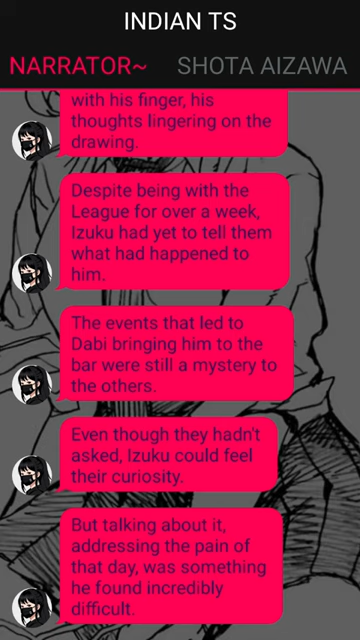 INDIAN TS
NARRATOR~ SHOTA AIZAWA
with his finger, his
thoughts lingering on the
drawing.
Despite being with the
League for over a week,
Izuku had yet to tell them
what had happened to
him.
The events that led to
Dabi bringing him to the
bar were still a mystery to
the others.
Even though they hadn't
asked, Izuku could feel
their curiosity.
But talking about it,
addressing the pain of
that day, was something
he found incredibly
difficult.